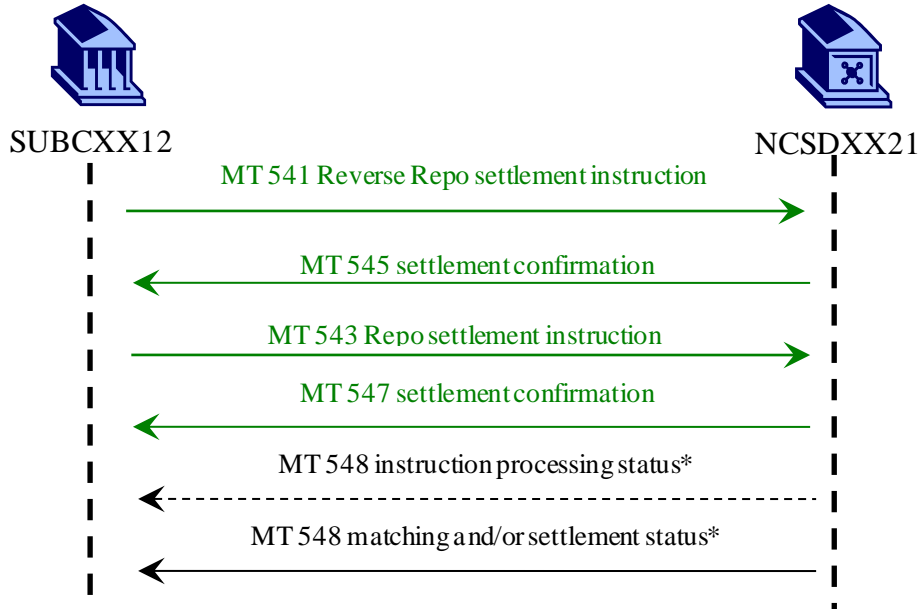 SUBCXX12
NCSDXX21
MT 541 Reverse Repo settlement instruction
MT 545 settlement confirmation
MT 543 Repo settlement instruction
MT 547 settlement confirmation
MT 548 instruction processing status*
MT 548 matching and/or settlement status*